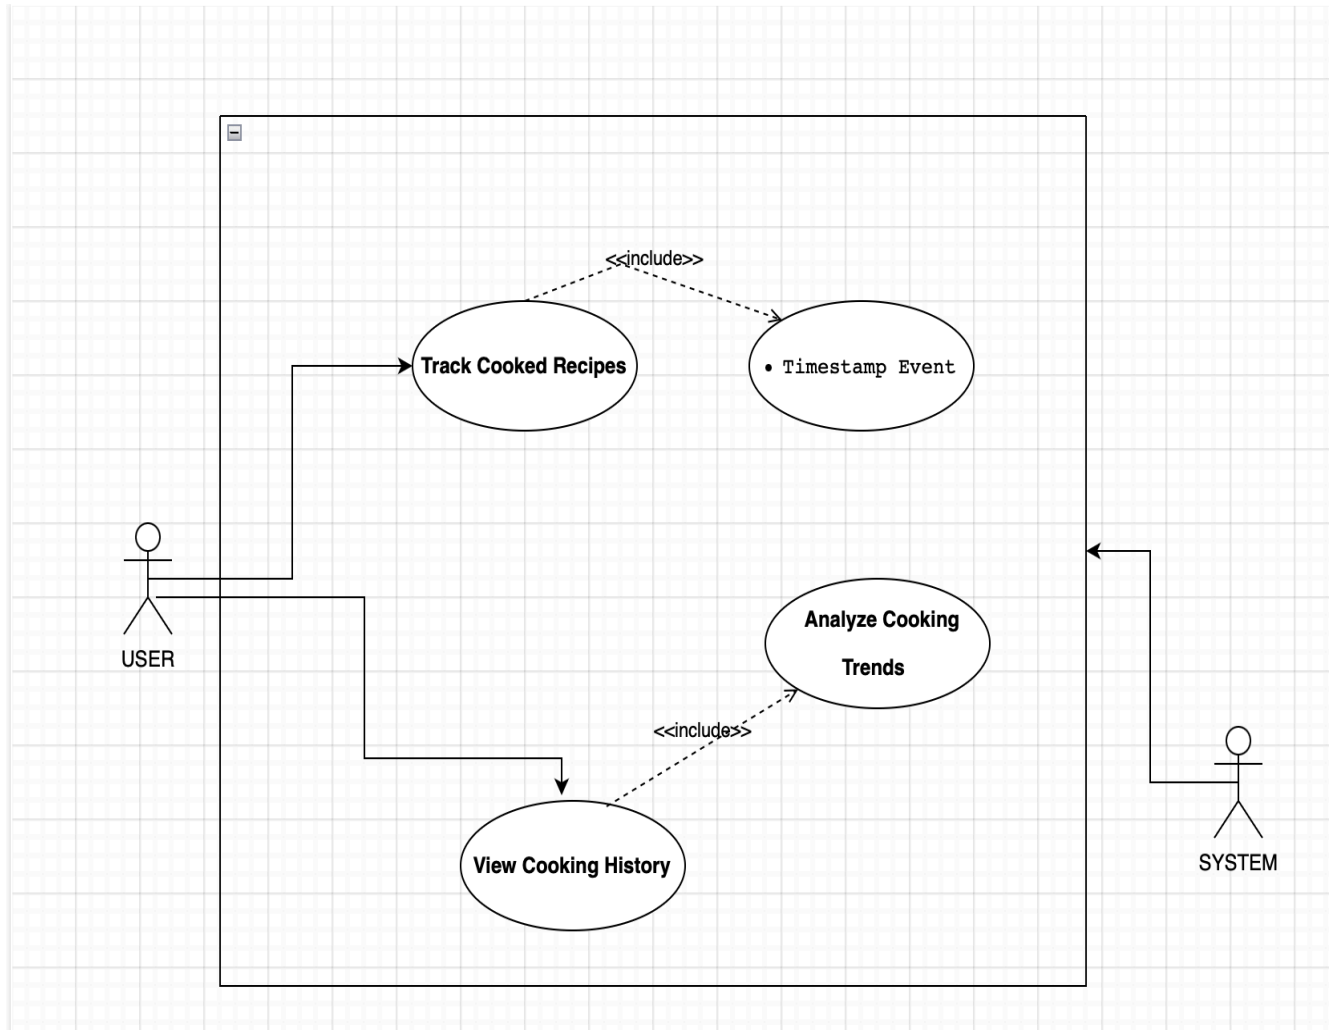 <<include>>
Track Cooked Recipes
• Timestamp Event
USER
Analyze Cooking
Trends
<<include>>
View Cooking History
SYSTEM